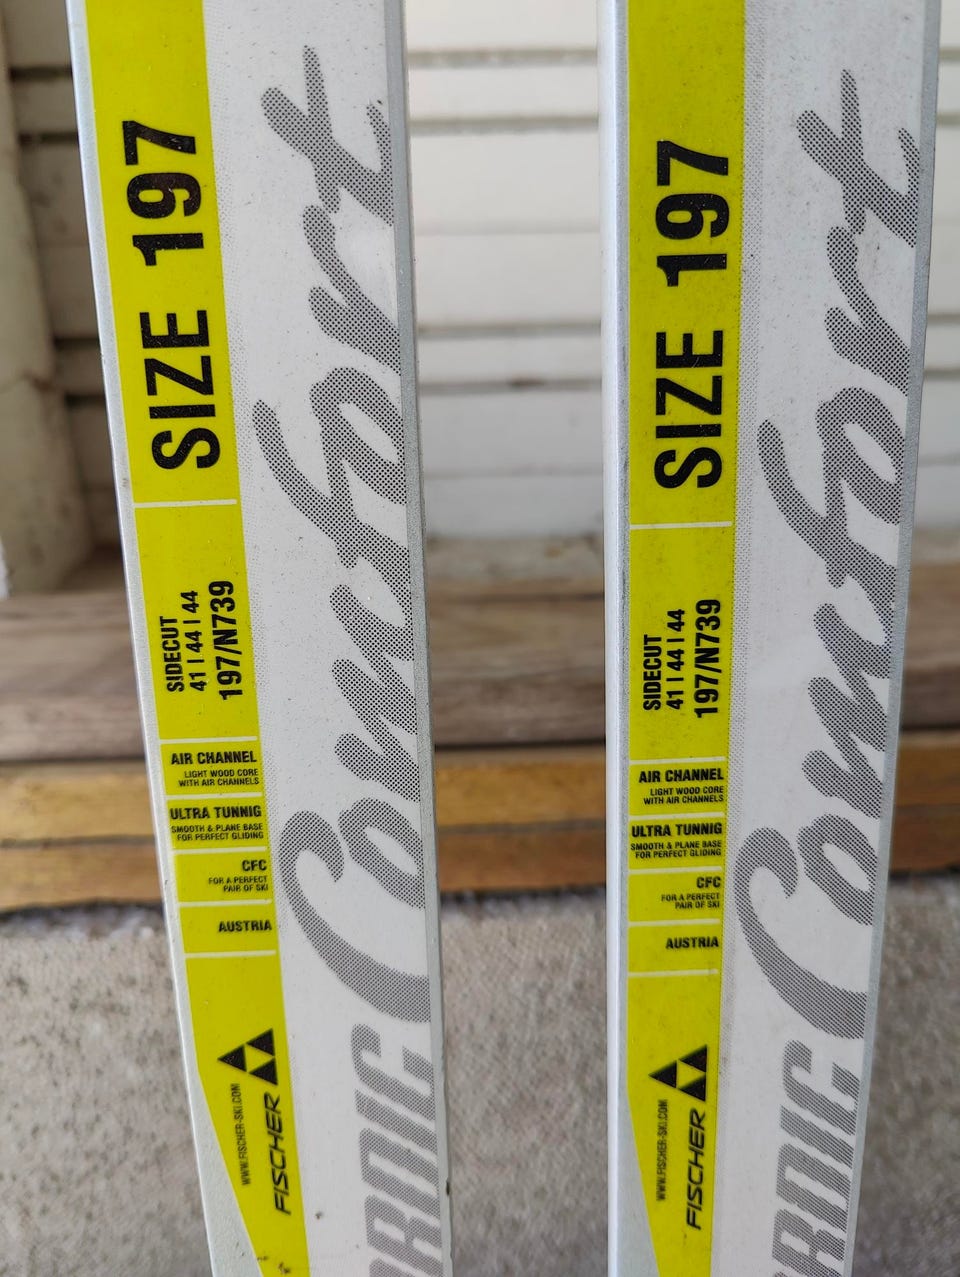 SIZE 197
SIDECUT
41 | 44 | 44
197/N739
AIR CHANNEL
LIGHT WOOD CORE
WITH AIR CHANNELS
ULTRA TUNNIG
SMOOTH & PLANE BASE
FOR PERFECT GLIDING
CFC
FOR A PERFECT
PAIR OF SKI
AUSTRIA
WWW.FISCHER-SKI.COM
FISCHER
RDIC Comfort
SIZE 197
SIDECUT
41 | 44 | 44
197/N739
AIR CHANNEL
LIGHT WOOD CORE
WITH AIR CHANNELS
ULTRA TUNNIG
SMOOTH & PLANE BASE
FOR PERFECT GLIDING
CFC
FOR A PERFECT
PAIR OF SKI
AUSTRIA
WWW.FISCHER-SKI.COM
FISCHER
RDIC Comfort